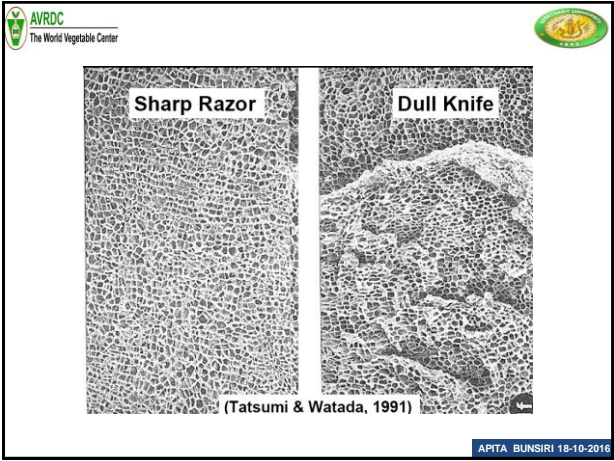 AVRDC
The World Vegetable Center
Sharp Razor
Dull Knife
(Tatsumi & Watada, 1991)
APITA BUNSIRI 18-10-2016